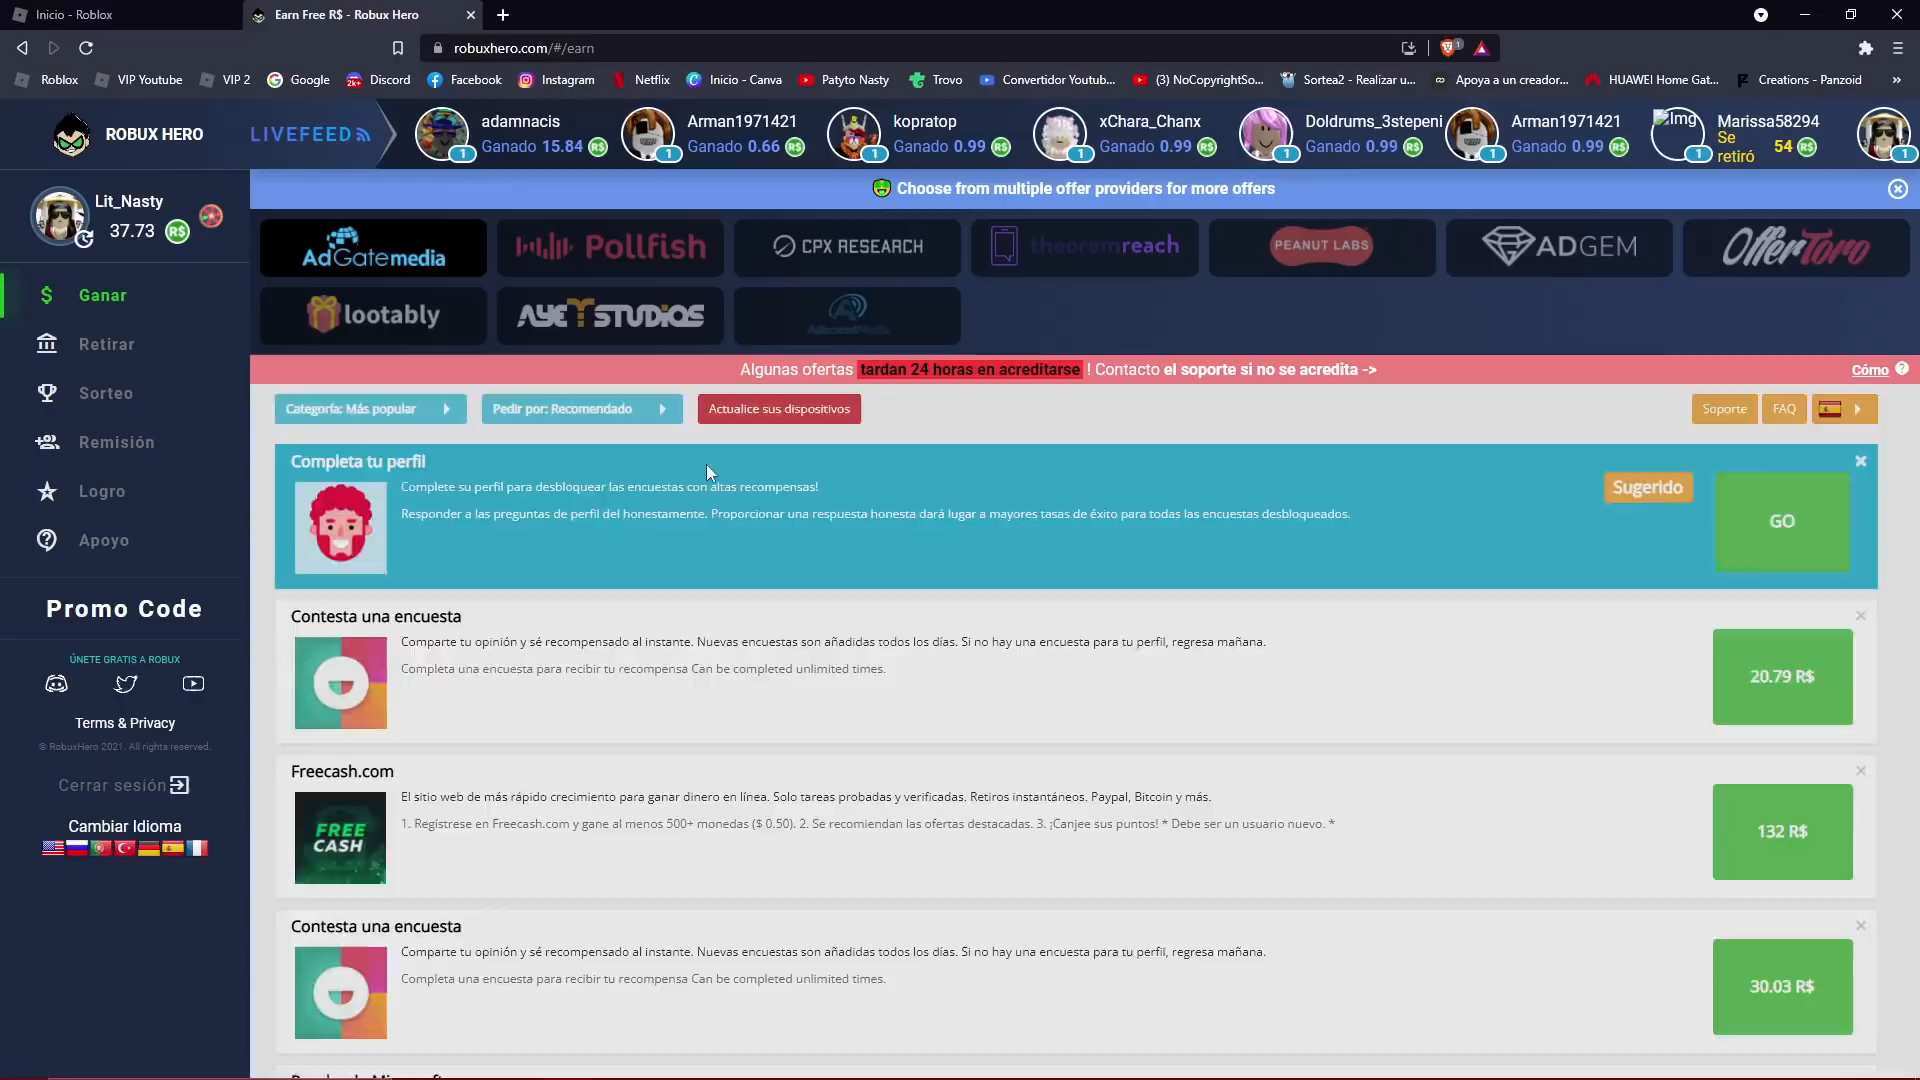 Inicio - Roblox
Earn Free R$ - Robux Hero
robuxhero.com/#/earn
1
Roblox
VIP Youtube
VIP 2
Google
2K+
Discord
Facebook
Instagram
Netflix
Inicio - Canva
Patyto Nasty
Trovo
Convertidor Youtub...
(3) NoCopyrightSo...
Sortea2 - Realizar u...
Apoya a un creador...
HUAWEI Home Gat...
Creations - Panzoid
»
ROBUX HERO
LIVEFEED
adamnacis
Ganado 15.84 R$
1
Arman1971421
Ganado 0.66 R$
1
kopratop
Ganado 0.99 R$
1
xChara_Chanx
Ganado 0.99 R$
1
Doldrums_3stepeni
Ganado 0.99 R$
1
Arman1971421
Ganado 0.99 R$
1
Img
Marissa58294
Se retiró 54 R$
1
1
Lit_Nasty
37.73 R$
Choose from multiple offer providers for more offers
AdGatemedia
Pollfish
CPX RESEARCH
theoremreach
PEANUT LABS
ADGEM
OfferToro
lootably
AYET STUDIOS
Ganar
Retirar
Sorteo
Remisión
Logro
Apoyo
Promo Code
ÚNETE GRATIS A ROBUX
Terms & Privacy
© RobuxHero 2021. All rights reserved.
Cerrar sesión
Cambiar Idioma
Algunas ofertas tardan 24 horas en acreditarse ! Contacto el soporte si no se acredita ->
Cómo ?
Categoría: Más popular
Pedir por: Recomendado
Actualice sus dispositivos
Soporte
FAQ
Completa tu perfil
Complete su perfil para desbloquear las encuestas con altas recompensas!
Responder a las preguntas de perfil del honestamente. Proporcionar una respuesta honesta dará lugar a mayores tasas de éxito para todas las encuestas desbloqueados.
Sugerido
GO
Contesta una encuesta
Comparte tu opinión y sé recompensado al instante. Nuevas encuestas son añadidas todos los días. Si no hay una encuesta para tu perfil, regresa mañana.
Completa una encuesta para recibir tu recompensa Can be completed unlimited times.
20.79 R$
Freecash.com
FREE
CASH
El sitio web de más rápido crecimiento para ganar dinero en línea. Solo tareas probadas y verificadas. Retiros instantáneos. Paypal, Bitcoin y más.
1. Regístrese en Freecash.com y gane al menos 500+ monedas ($ 0.50). 2. Se recomiendan las ofertas destacadas. 3. ¡Canjee sus puntos! * Debe ser un usuario nuevo. *
132 R$
Contesta una encuesta
Comparte tu opinión y sé recompensado al instante. Nuevas encuestas son añadidas todos los días. Si no hay una encuesta para tu perfil, regresa mañana.
Completa una encuesta para recibir tu recompensa Can be completed unlimited times.
30.03 R$